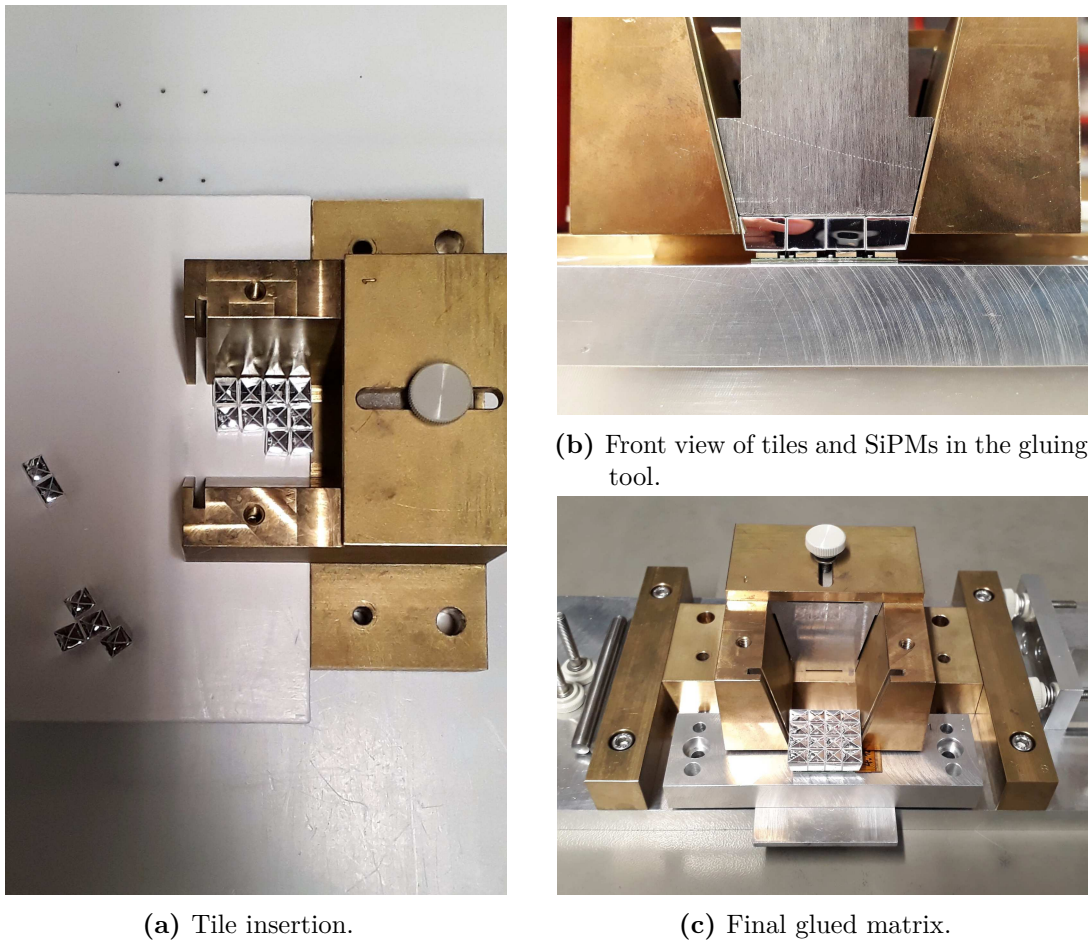 (a) Tile insertion.
(b) Front view of tiles and SiPMs in the gluing
tool.
(c) Final glued matrix.